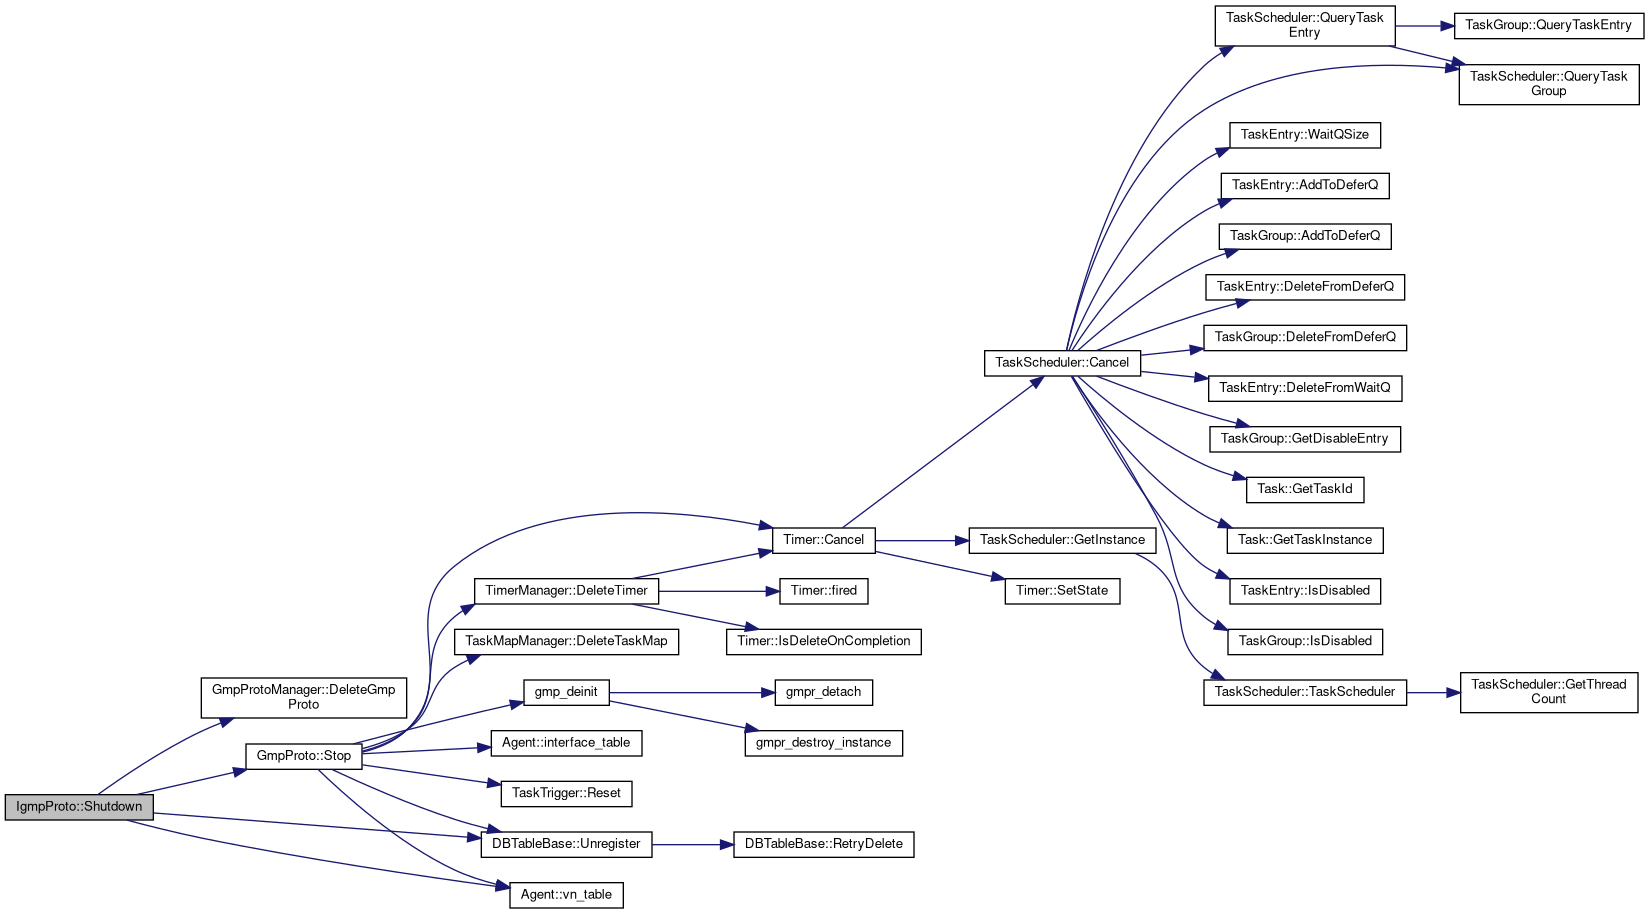 TaskScheduler::QueryTask
Entry
TaskGroup::QueryTaskEntry
TaskScheduler::QueryTask
Group
TaskEntry::WaitQSize
TaskEntry::AddToDeferQ
TaskGroup::AddToDeferQ
TaskEntry::DeleteFromDeferQ
TaskGroup::DeleteFromDeferQ
TaskScheduler::Cancel
TaskEntry::DeleteFromWaitQ
TaskGroup::GetDisableEntry
Task::GetTaskId
Timer::Cancel
TaskScheduler::GetInstance
Task::GetTaskInstance
TimerManager::DeleteTimer
Timer::fired
Timer::SetState
TaskEntry::IsDisabled
TaskMapManager::DeleteTaskMap
Timer::IsDeleteOnCompletion
TaskGroup::IsDisabled
GmpProtoManager::DeleteGmp
Proto
gmp_deinit
gmpr_detach
TaskScheduler::TaskScheduler
TaskScheduler::GetThread
Count
GmpProto::Stop
Agent::interface_table
gmpr_destroy_instance
TaskTrigger::Reset
IgmpProto::Shutdown
DBTableBase::Unregister
DBTableBase::RetryDelete
Agent::vn_table